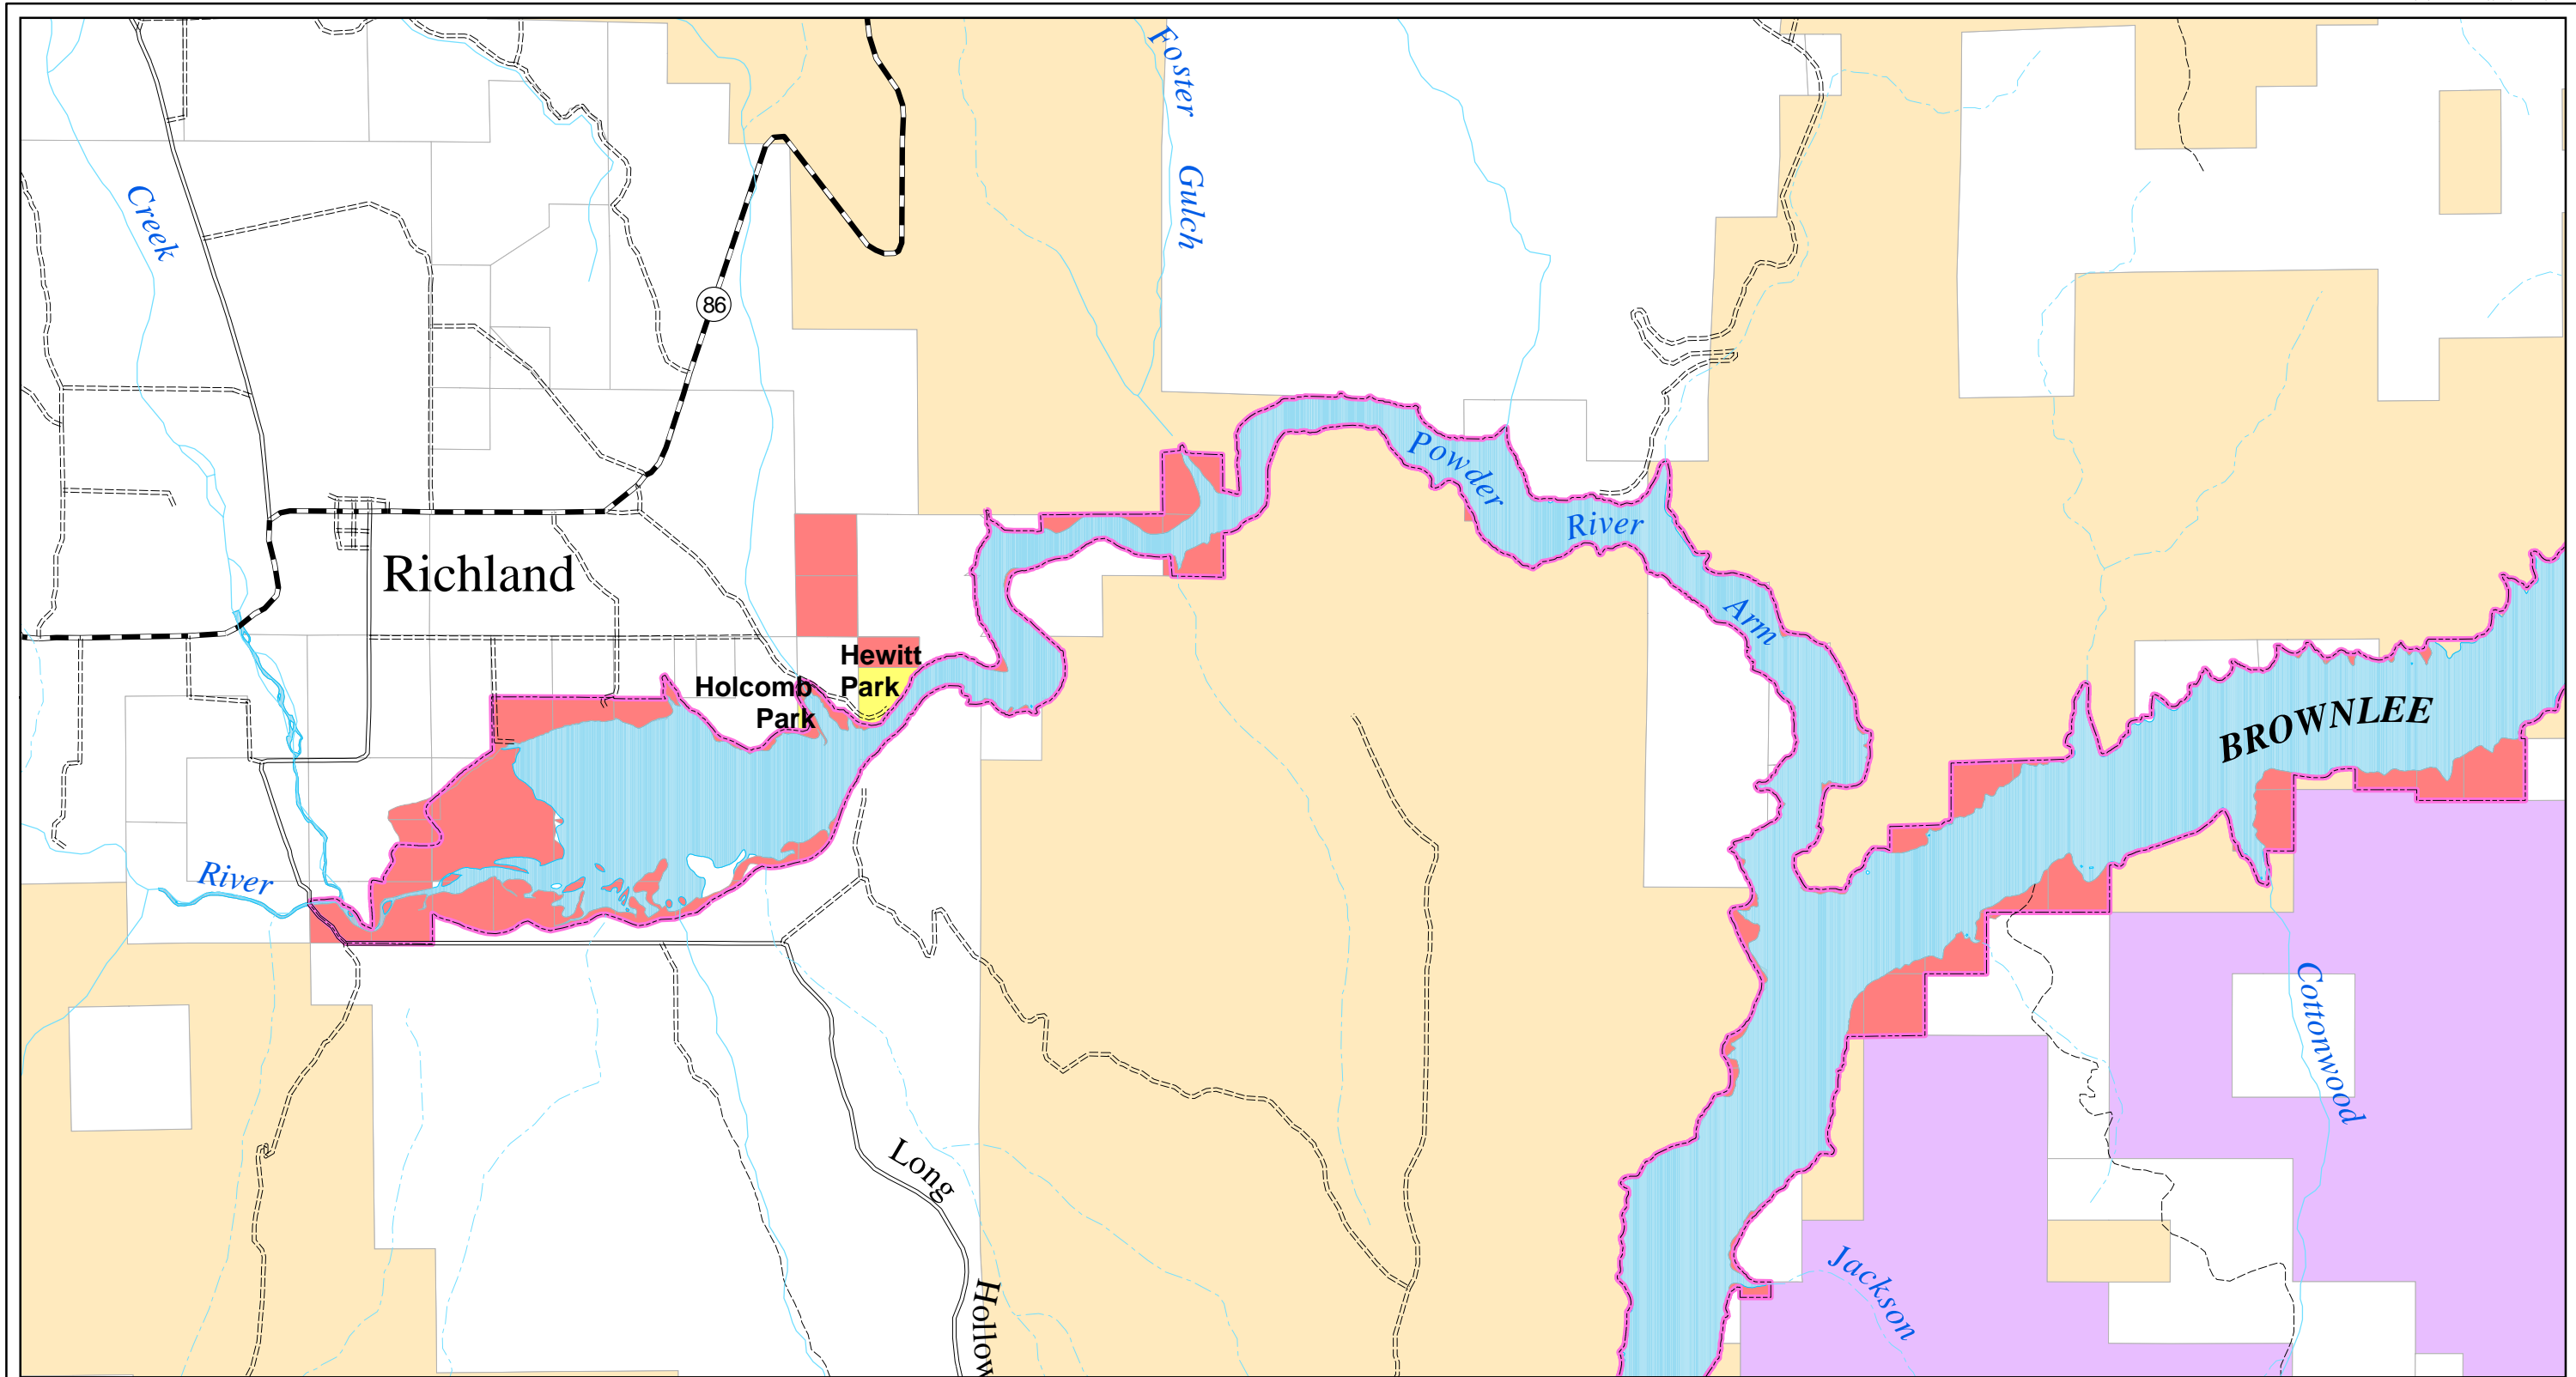 Foster
Gulch
Creek
86
Powder
River
Arm
Richland
Hewitt
Park
Holcomb
Park
BROWNLEE
River
Cottonwood
Long
Hollow
Jackson